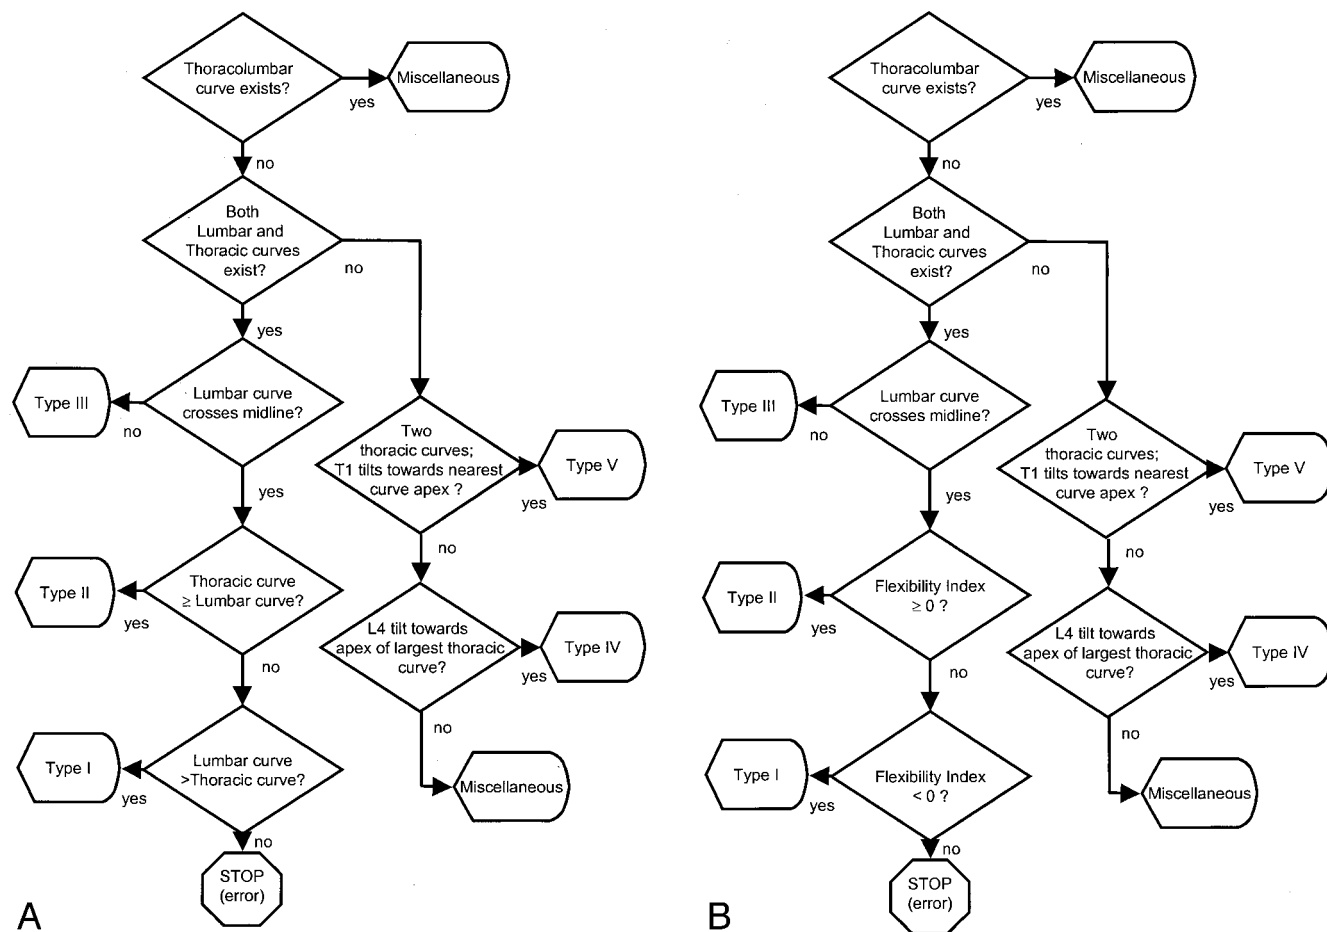 Thoracolumbar
curve exists?
Miscellaneous
yes
no
Both
Lumbar and
Thoracic curves
exist?
no
yes
Type III
Lumbar curve
crosses midline?
no
Two
thoracic curves;
T1 tilts towards nearest
curve apex ?
Type V
yes
yes
no
Type II
Thoracic curve
≥ Lumbar curve?
yes
L4 tilt towards
apex of largest thoracic
curve?
Type IV
yes
no
no
Type I
Lumbar curve
>Thoracic curve?
yes
Miscellaneous
no
STOP
(error)
A
Thoracolumbar
curve exists?
Miscellaneous
yes
no
Both
Lumbar and
Thoracic curves
exist?
no
yes
Type III
Lumbar curve
crosses midline?
no
Two
thoracic curves;
T1 tilts towards nearest
curve apex ?
Type V
yes
yes
no
Type II
Flexibility Index
≥ 0 ?
yes
L4 tilt towards
apex of largest thoracic
curve?
Type IV
yes
no
no
Type I
Flexibility Index
< 0 ?
yes
Miscellaneous
no
STOP
(error)
B